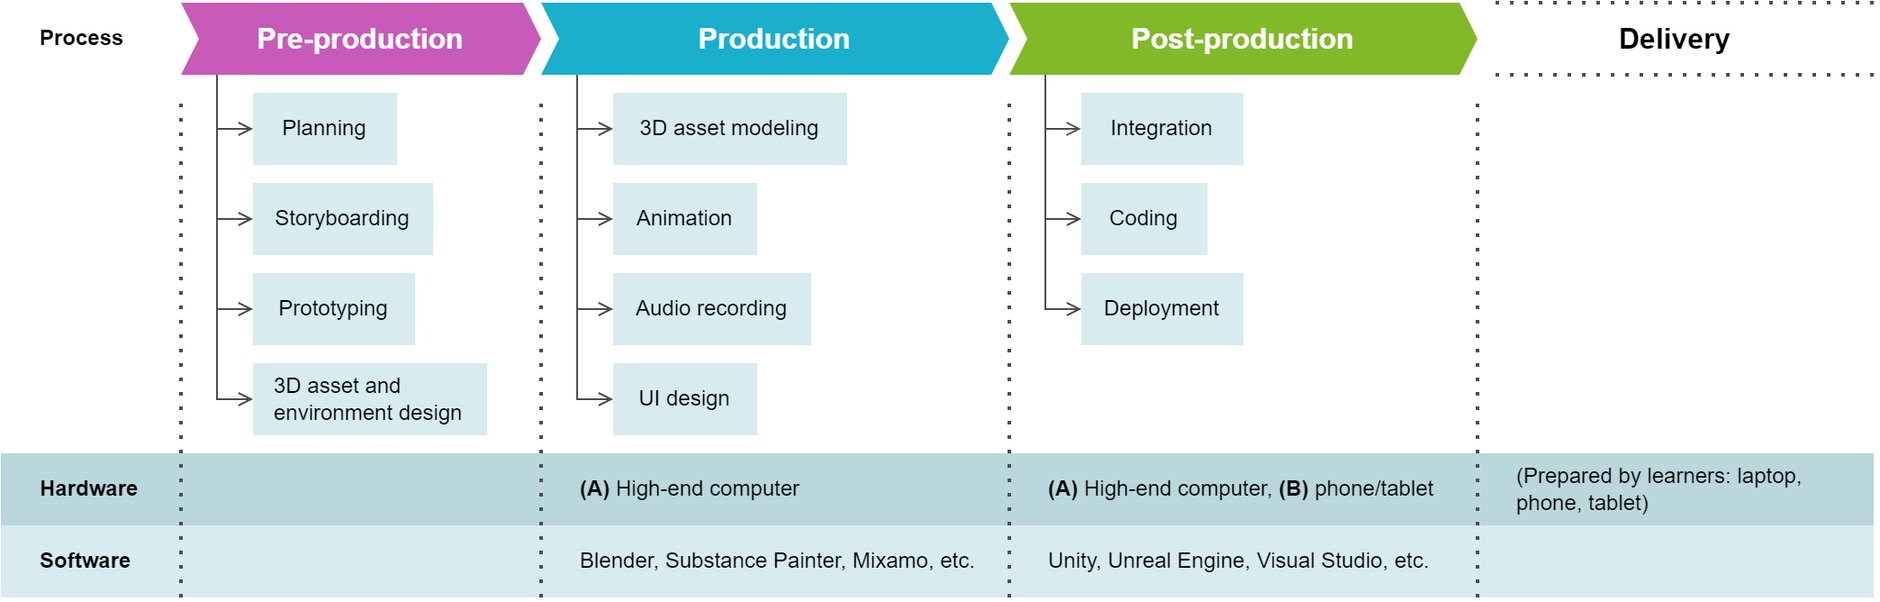 Process
Pre-production
Production
Post-production
Delivery
Planning
Storyboarding
Prototyping
3D asset and
environment design
3D asset modeling
Animation
Audio recording
UI design
Integration
Coding
Deployment
Hardware
(A) High-end computer
(A) High-end computer, (B) phone/tablet
(Prepared by learners: laptop,
phone, tablet)
Software
Blender, Substance Painter, Mixamo, etc.
Unity, Unreal Engine, Visual Studio, etc.